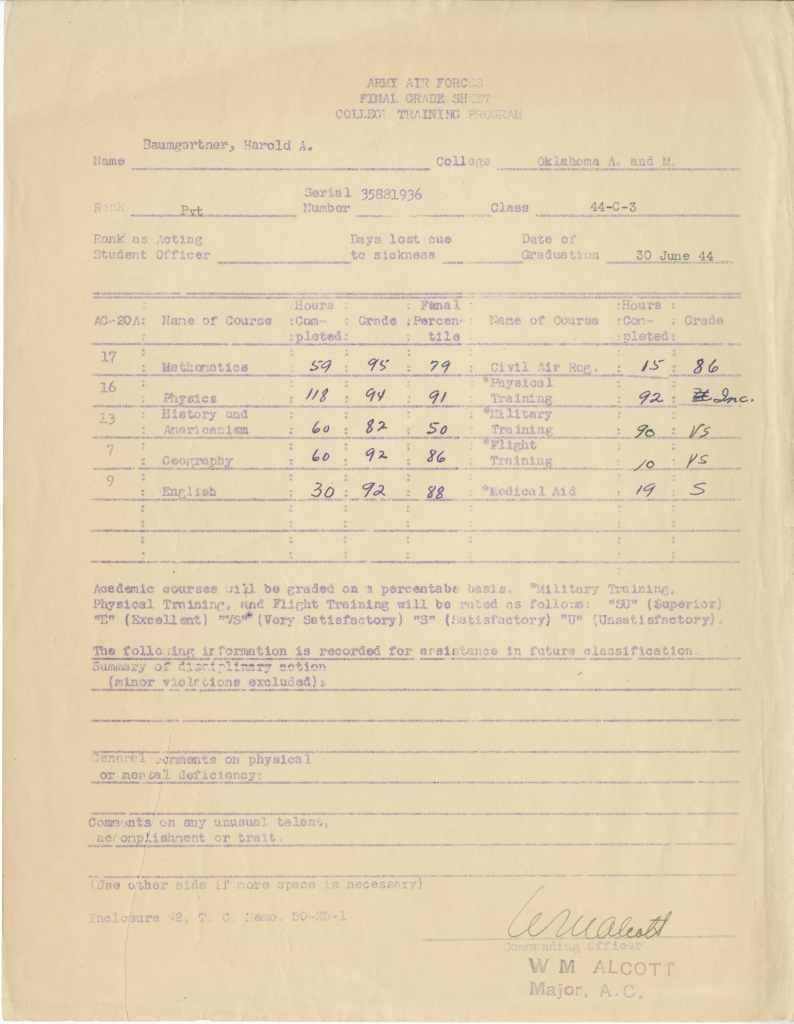 ARMY AIR FORCES
FINAL GRADE SHEET
COLLEGE TRAINING PROGRAM
Name Baumgartner, Harold A. College Oklahoma A. and M.
Rank Pvt Serial Number 35881936 Class 44-C-3
Rank as Acting Days lost cue Date of
Student Officer to sickness Graduation 30 June 44
Hours Fanal Hours
AC-20A: Name of Course :Com- : Grade :Percen- Name of Course :Com- : Grade
pleted: tile pleted:
17 Mathematics 59 95 79 Civil Air Reg. 15 86
16 Physics 118 94 91 *Physical Training 92 Inc.
13 History and Americanism 60 82 50 *Military Training 90 VS
7 Geography 60 92 86 *Flight Training 10 VS
9 English 30 92 88 *Medical Aid 19 S
Academic courses will be graded on a percentabe basis. *Military Training,
Physical Training, and Flight Training will be rated as follows: "SU" (Superior)
"E" (Excellent) "VS" (Very Satisfactory) "S" (Satisfactory) "U" (Unsatisfactory).
The following information is recorded for assistance in future classification.
Summary of disciplinary action
(minor violations excluded):
General comments on physical
or mental deficiency:
Comments on any unusual talent,
accomplishment or trait.
(Use other side if more space is necessary)
Inclosure #2, T. C. Memo. 50-25-1
W M Alcott
Commanding Officer
W M ALCOTT
Major, A.C.